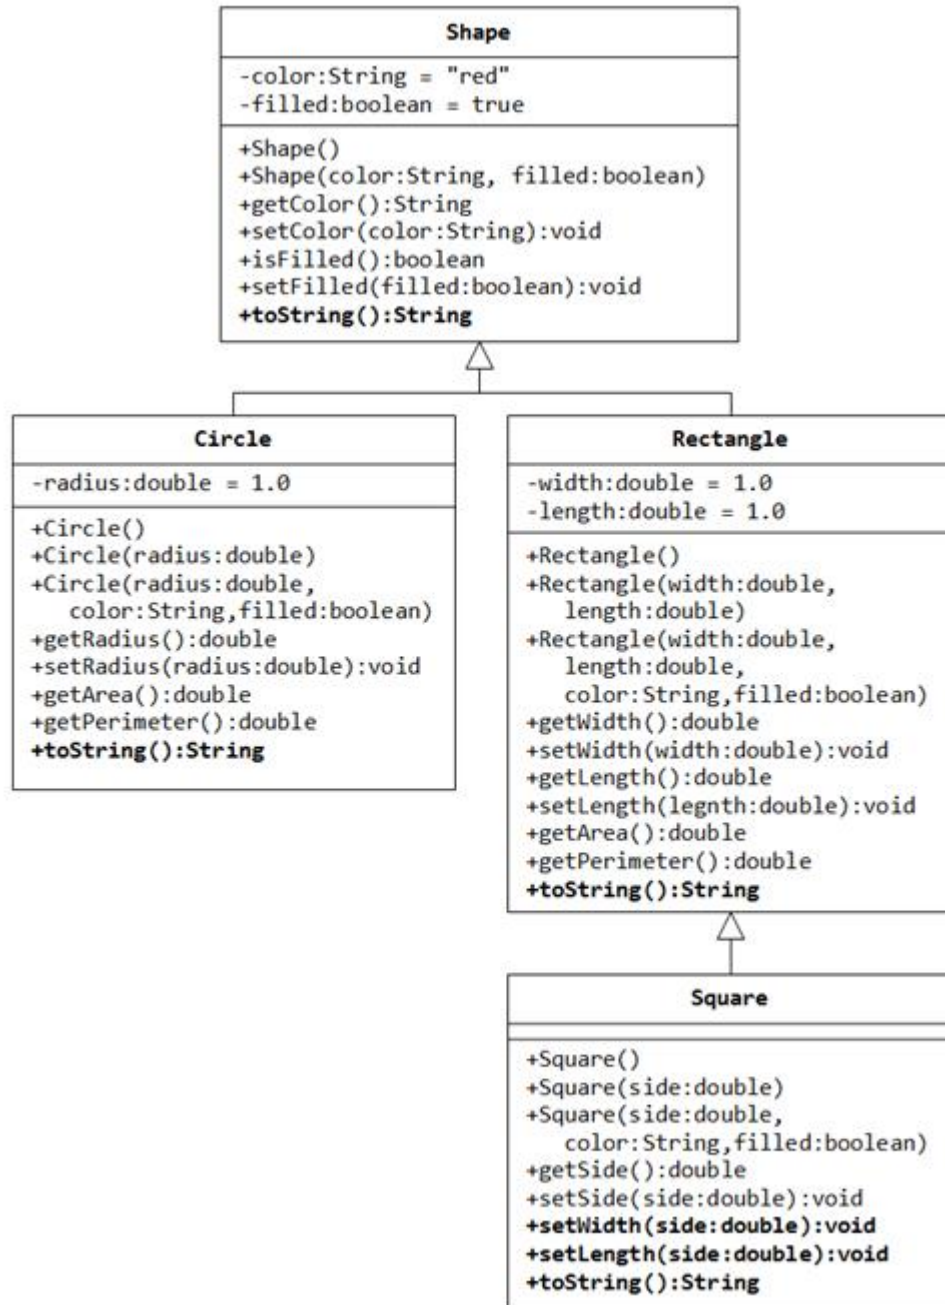 Shape
-color:String = "red"
-filled:boolean = true
+Shape()
+Shape(color:String, filled:boolean)
+getColor():String
+setColor(color:String):void
+isFilled():boolean
+setFilled(filled:boolean):void
+toString():String
Circle
-radius:double = 1.0
+Circle()
+Circle(radius:double)
+Circle(radius:double,
color:String,filled:boolean)
+getRadius():double
+setRadius(radius:double):void
+getArea():double
+getPerimeter():double
+toString():String
Rectangle
-width:double = 1.0
-length:double = 1.0
+Rectangle()
+Rectangle(width:double,
length:double)
+Rectangle(width:double,
length:double,
color:String,filled:boolean)
+getWidth():double
+setWidth(width:double):void
+getLength():double
+setLength(legnth:double):void
+getArea():double
+getPerimeter():double
+toString():String
Square
+Square()
+Square(side:double)
+Square(side:double,
color:String,filled:boolean)
+getSide():double
+setSide(side:double):void
+setWidth(side:double):void
+setLength(side:double):void
+toString():String